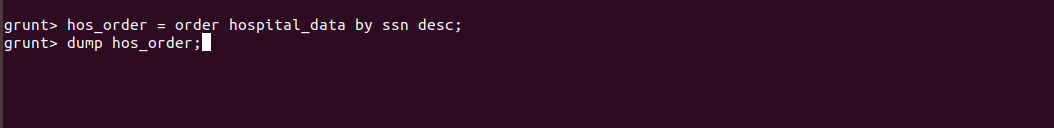 grunt> hos_order = order hospital_data by ssn desc;
grunt> dump hos_order;